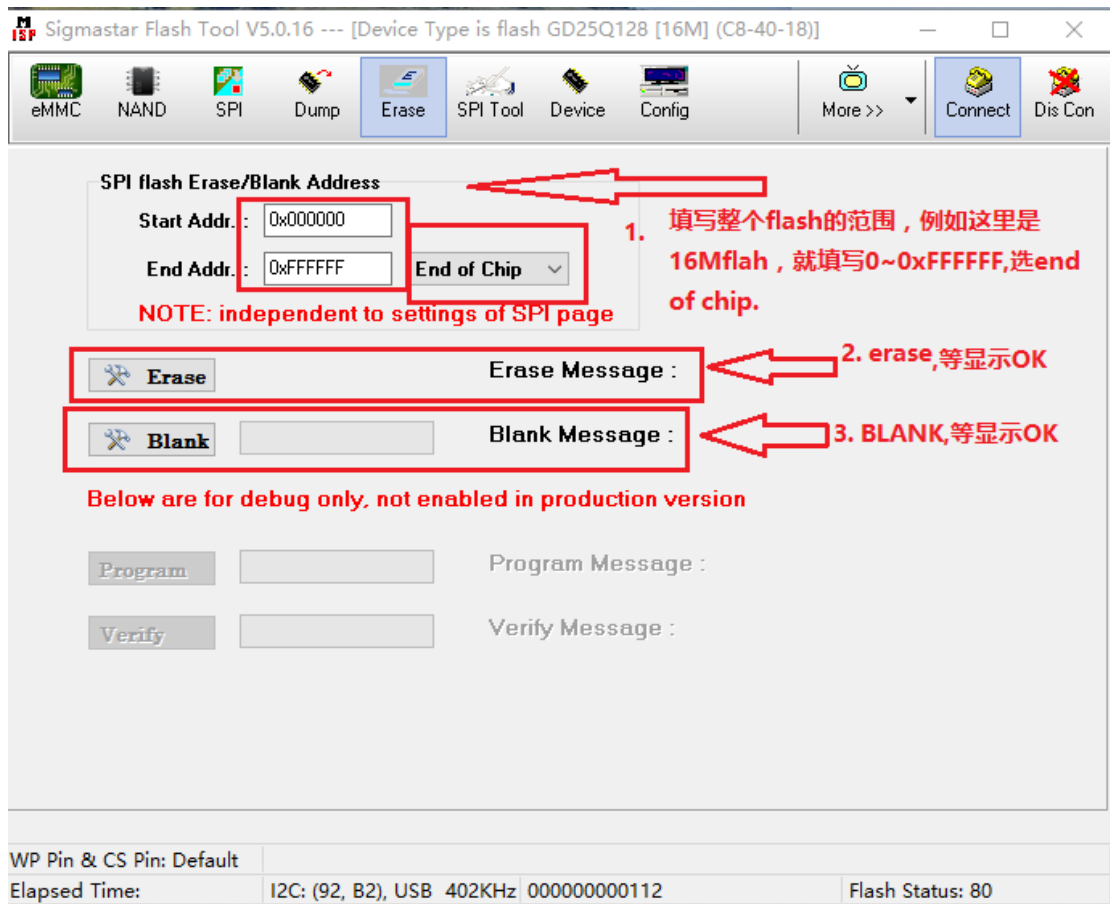 M
ISP Sigmastar Flash Tool V5.0.16 --- [Device Type is flash GD25Q128 [16M] (C8-40-18)]
eMMC NAND SPI Dump Erase SPI Tool Device Config More >> Connect Dis Con
SPI flash Erase/Blank Address
Start Addr. : 0x000000
End Addr. : 0xFFFFFF End of Chip
NOTE: independent to settings of SPI page
1. 填写整个flash的范围，例如这里是
16Mflah，就填写0~0xFFFFFF,选end
of chip.
Erase Erase Message :
2. erase,等显示OK
Blank Blank Message :
3. BLANK,等显示OK
Below are for debug only, not enabled in production version
Program Program Message :
Verify Verify Message :
WP Pin & CS Pin: Default
Elapsed Time: I2C: (92, B2), USB 402KHz 000000000112 Flash Status: 80